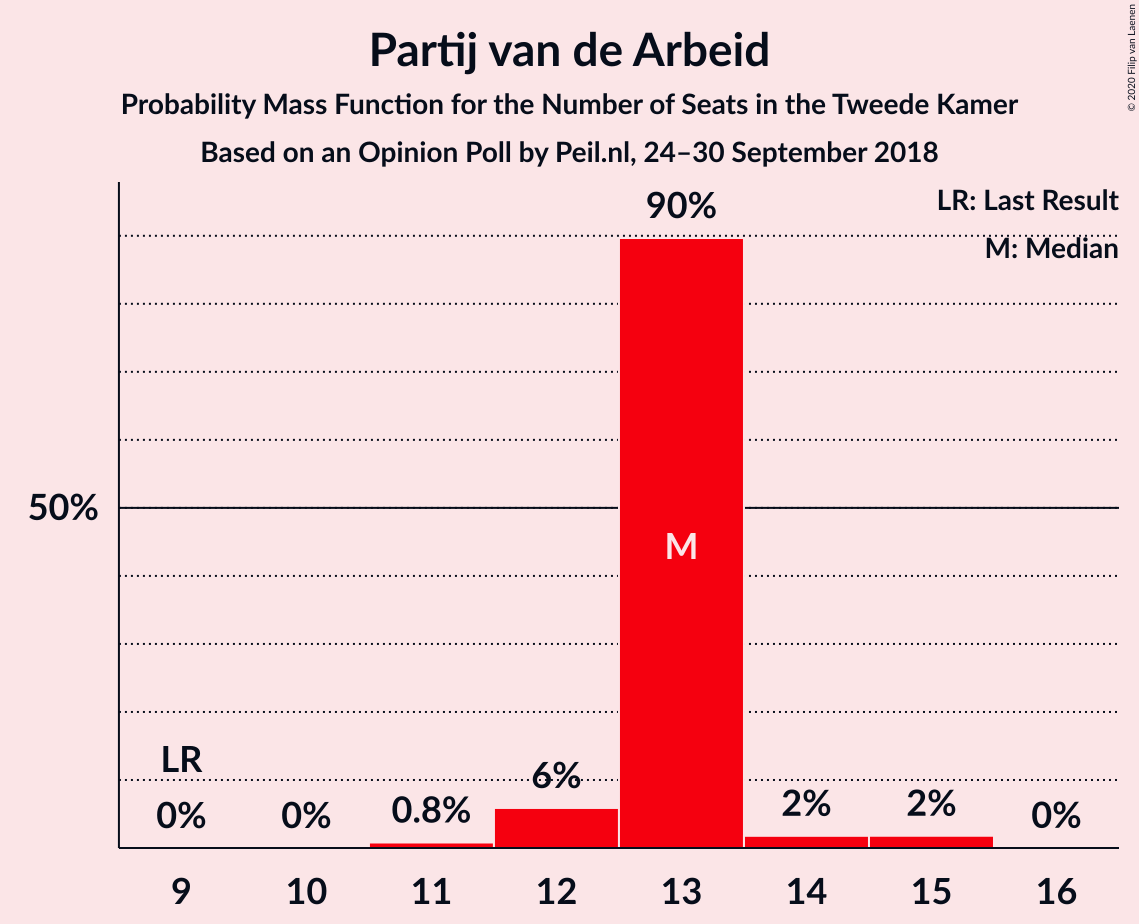 Partij van de Arbeid
Probability Mass Function for the Number of Seats in the Tweede Kamer
Based on an Opinion Poll by Peil.nl, 24–30 September 2018
© 2020 Filip van Laenen
LR: Last Result
M: Median
90%
50%
M
LR
0%
0%
0.8%
6%
2%
2%
0%
9 10 11 12 13 14 15 16